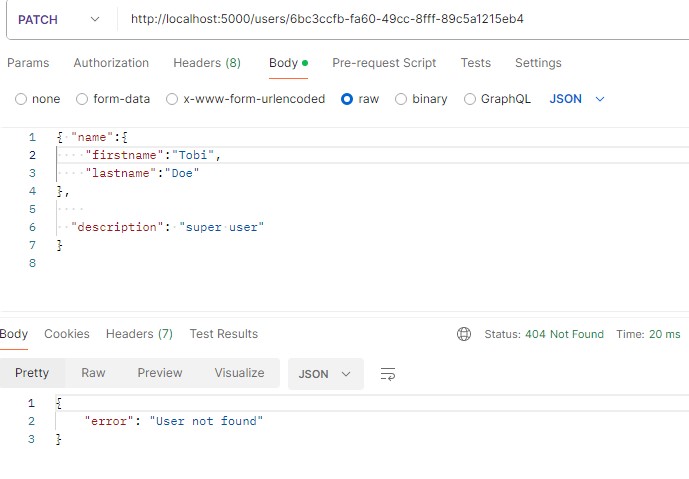 PATCH http://localhost:5000/users/6bc3ccfb-fa60-49cc-8fff-89c5a1215eb4
Params Authorization Headers (8) Body Pre-request Script Tests Settings
none form-data x-www-form-urlencoded raw binary GraphQL JSON
1 { "name":{
2 "firstname":"Tobi",
3 "lastname":"Doe"
4 },
5
6 "description": "super user"
7 }
8
Body Cookies Headers (7) Test Results Status: 404 Not Found Time: 20 ms
Pretty Raw Preview Visualize JSON
1 {
2 "error": "User not found"
3 }